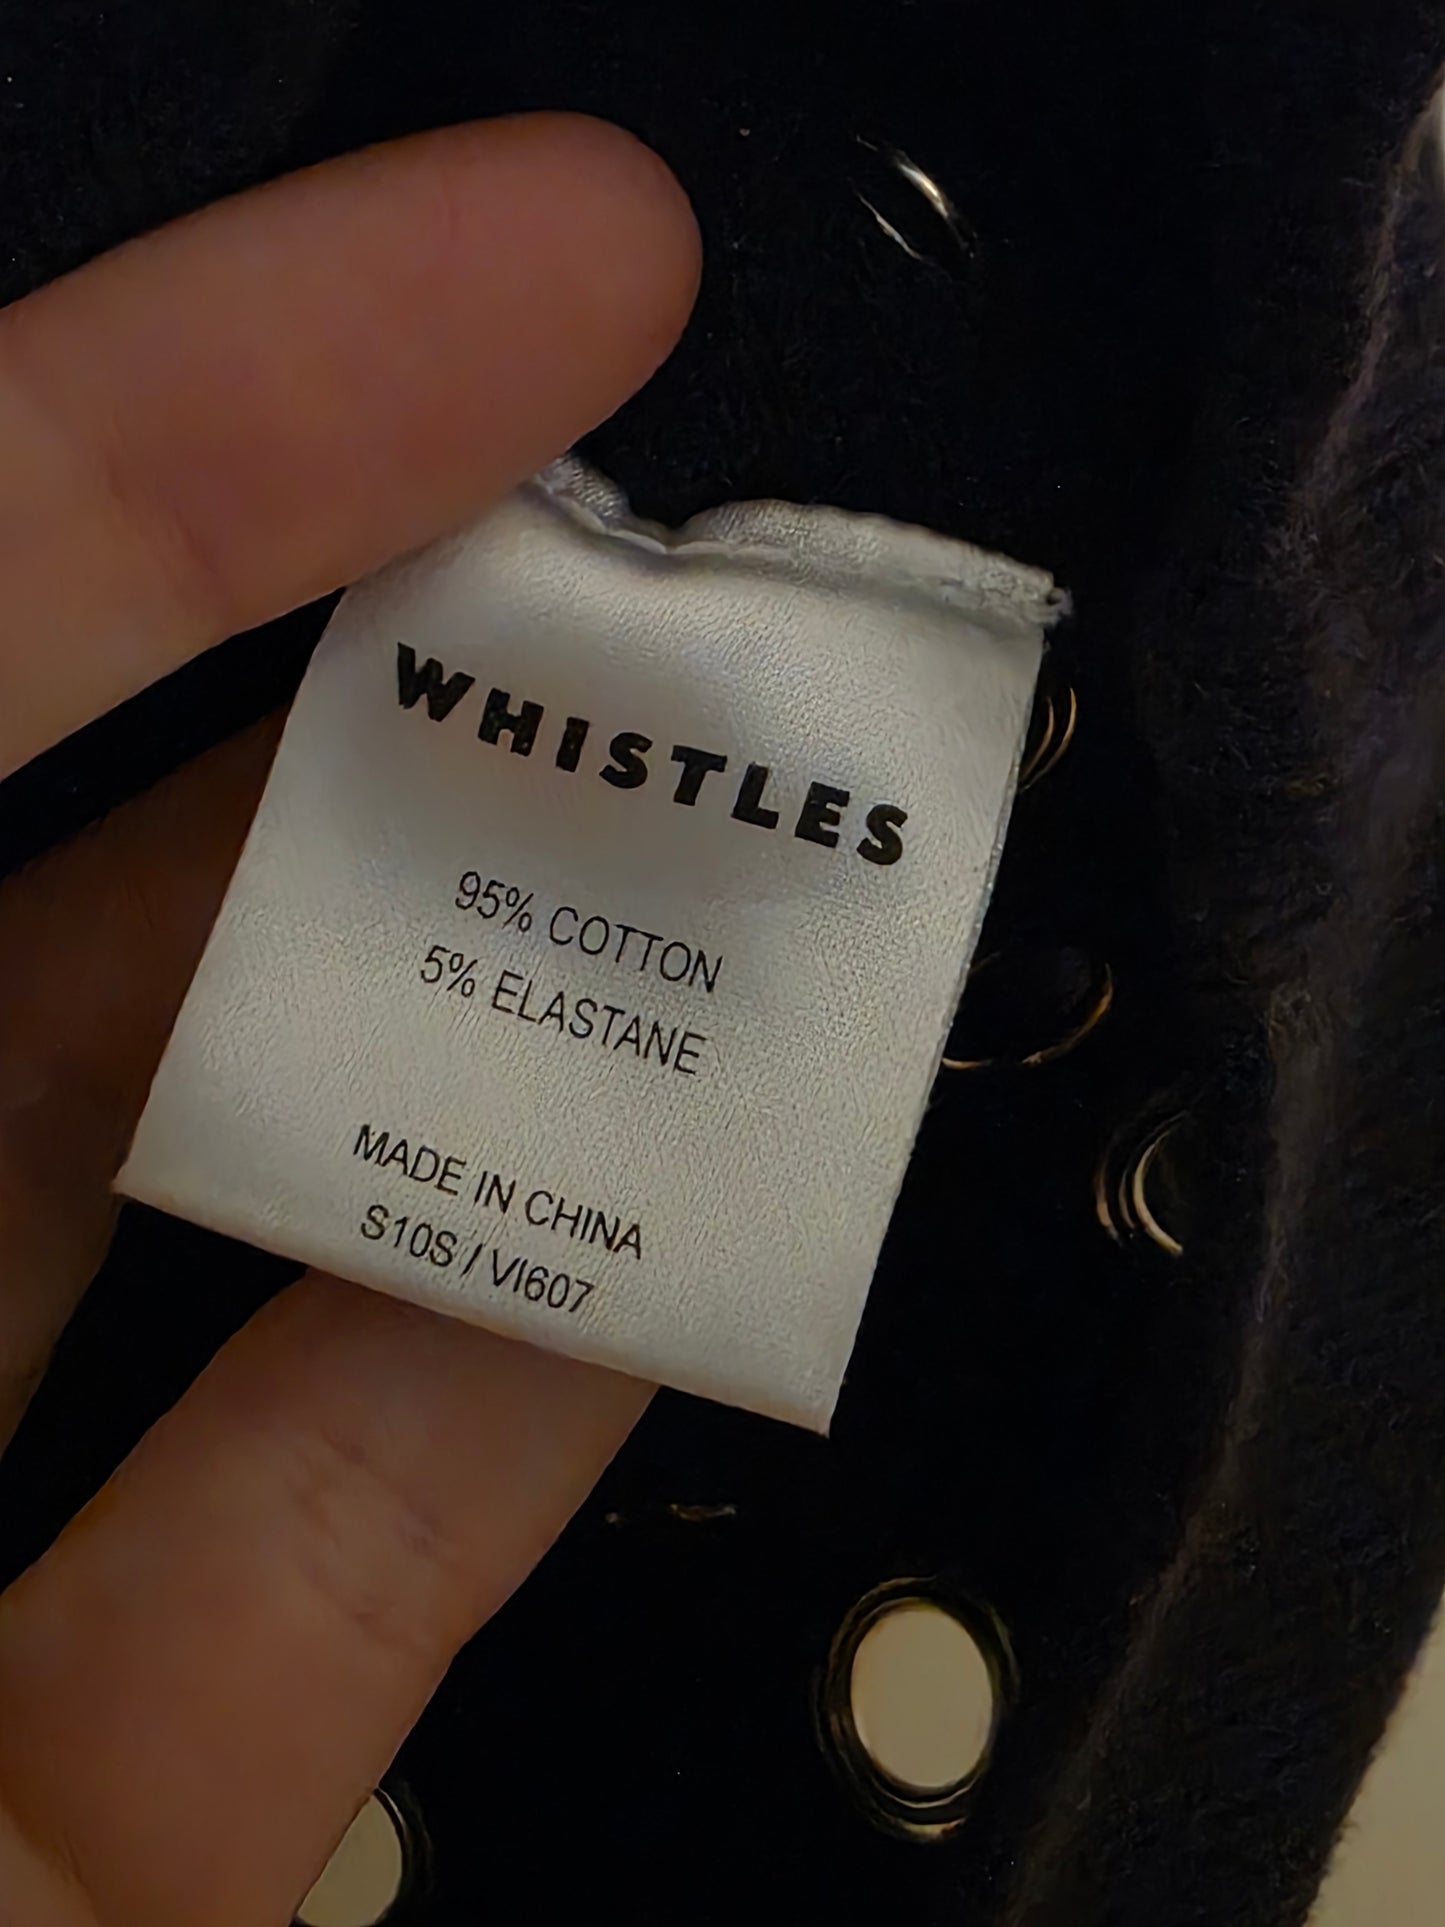 WHISTLES
95% COTTON
5% ELASTANE
MADE IN CHINA
S10S / VI607